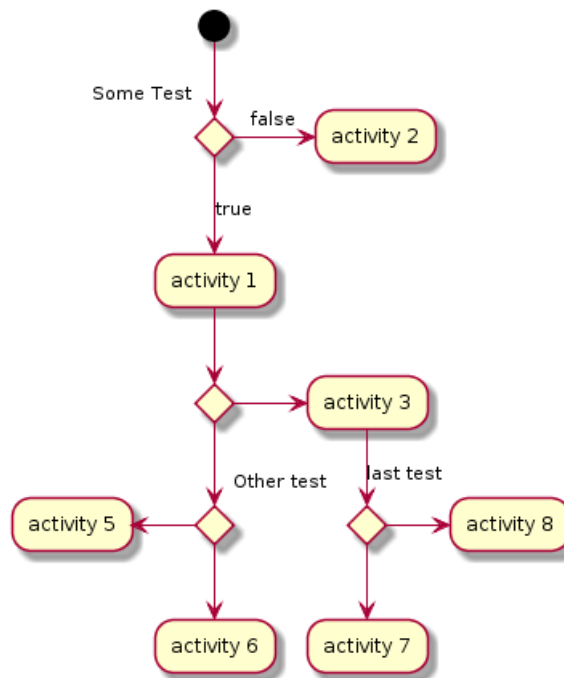 Some Test
false
activity 2
true
activity 1
activity 3
Other test
last test
activity 5
activity 8
activity 6
activity 7